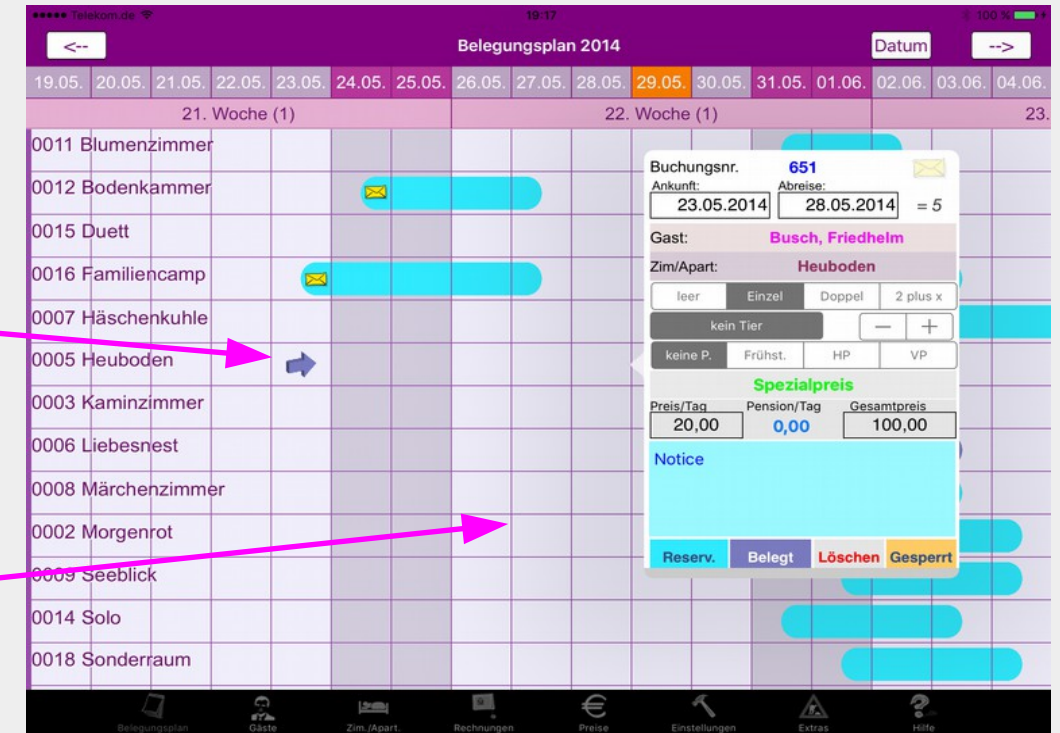 Telekom.de 19:17 100 %
<-- Belegungsplan 2014 Datum -->
19.05. 20.05. 21.05. 22.05. 23.05. 24.05. 25.05. 26.05. 27.05. 28.05. 29.05. 30.05. 31.05. 01.06. 02.06. 03.06. 04.06.
21. Woche (1) 22. Woche (1) 23.
0011 Blumenzimmer
0012 Bodenkammer
0015 Duett
0016 Familiencamp
0007 Häschenkuhle
0005 Heuboden
0003 Kaminzimmer
0006 Liebesnest
0008 Märchenzimmer
0002 Morgenrot
0009 Seeblick
0014 Solo
0018 Sonderraum
Buchungsnr. 651
Ankunft: Abreise:
23.05.2014 28.05.2014 = 5
Gast: Busch, Friedhelm
Zim/Apart: Heuboden
leer Einzel Doppel 2 plus x
kein Tier — +
keine P. Frühst. HP VP
Spezialpreis
Preis/Tag Pension/Tag Gesamtpreis
20,00 0,00 100,00
Notice
Reserv. Belegt Löschen Gesperrt
Belegungsplan Gäste Zim./Apart. Rechnungen Preise Einstellungen Extras Hilfe